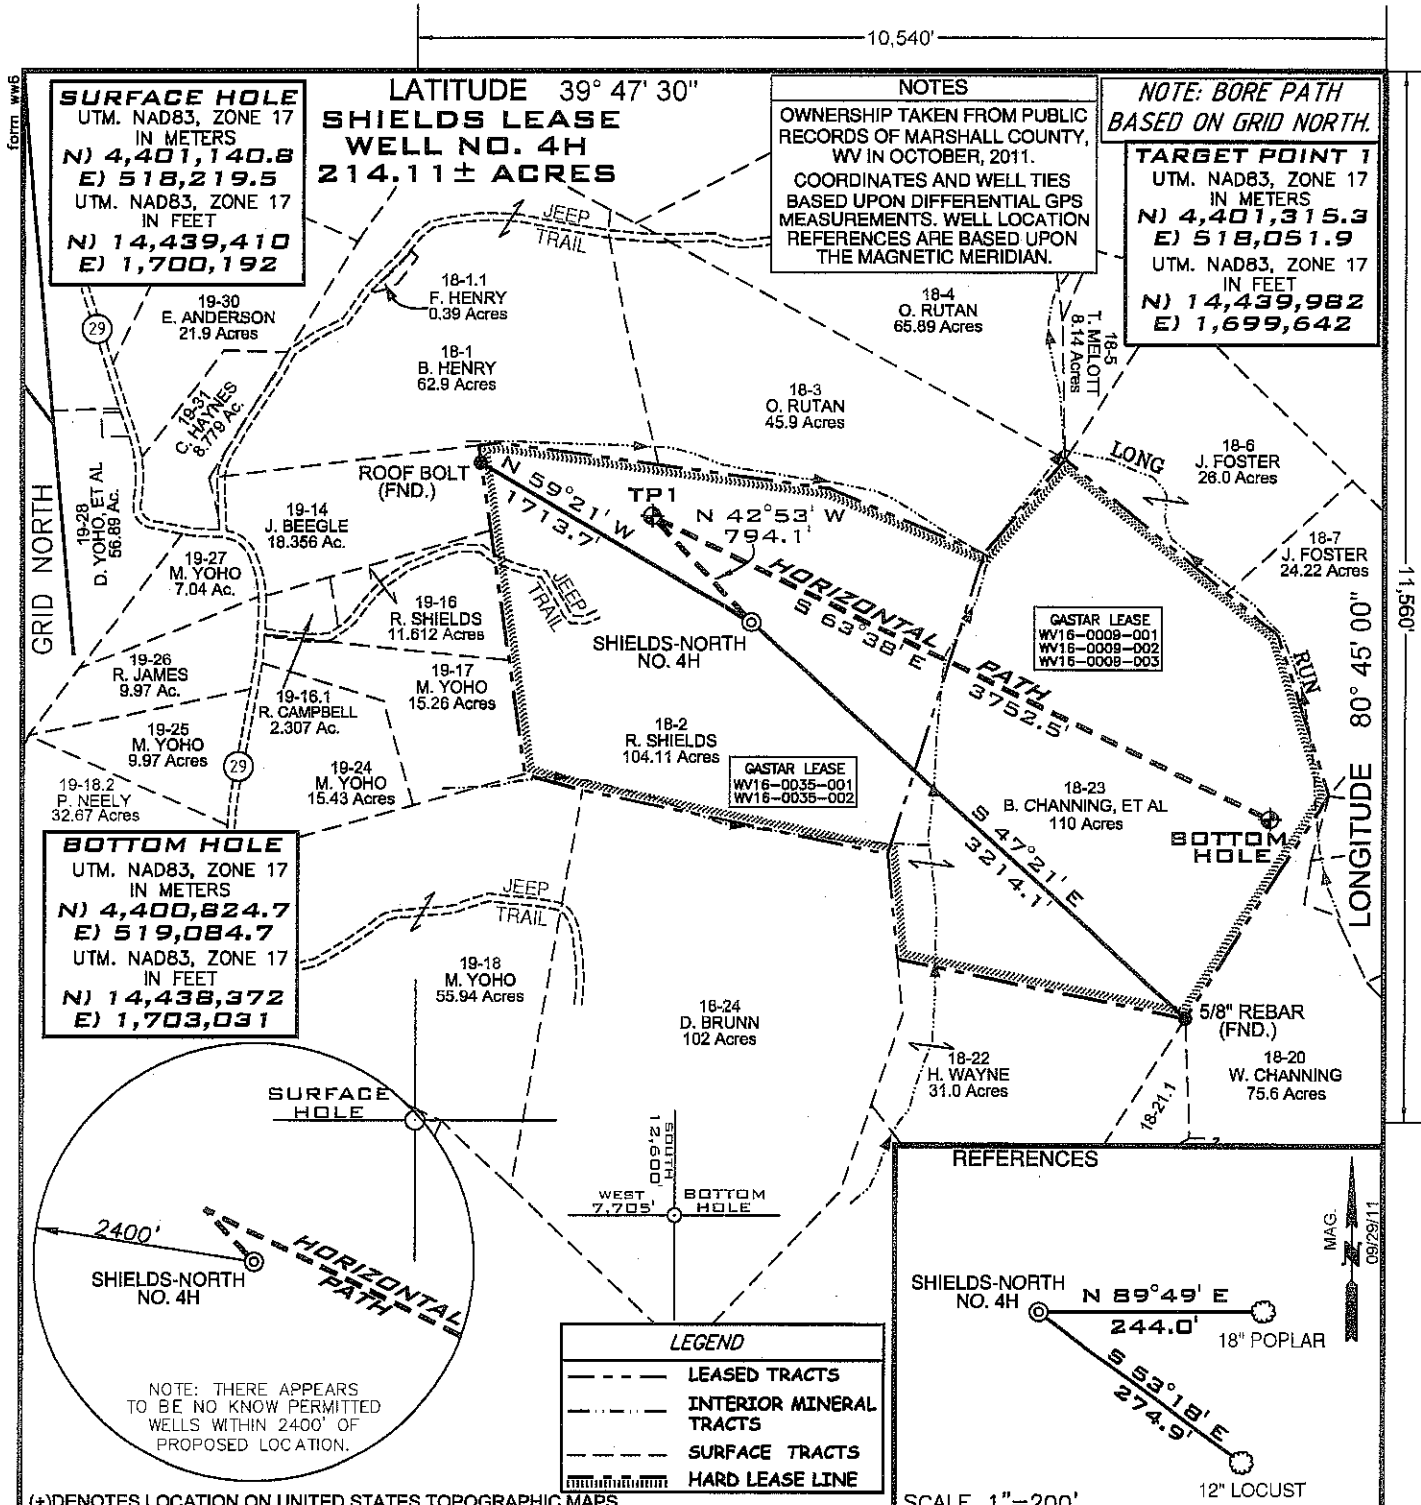 10,540'
form ww6
SURFACE HOLE
UTM. NAD83, ZONE 17
IN METERS
N) 4,401,140.8
E) 518,219.5
UTM. NAD83, ZONE 17
IN FEET
N) 14,439,410
E) 1,700,192
LATITUDE 39° 47' 30"
SHIELDS LEASE
WELL NO. 4H
214.11± ACRES
NOTES
OWNERSHIP TAKEN FROM PUBLIC
RECORDS OF MARSHALL COUNTY,
WV IN OCTOBER, 2011.
COORDINATES AND WELL TIES
BASED UPON DIFFERENTIAL GPS
MEASUREMENTS. WELL LOCATION
REFERENCES ARE BASED UPON
THE MAGNETIC MERIDIAN.
NOTE: BORE PATH
BASED ON GRID NORTH.
TARGET POINT 1
UTM. NAD83, ZONE 17
IN METERS
N) 4,401,315.3
E) 518,051.9
UTM. NAD83, ZONE 17
IN FEET
N) 14,439,982
E) 1,699,642
JEEP
TRAIL
19-30
E. ANDERSON
21.9 Acres
29
18-1.1
F. HENRY
0.39 Acres
18-1
B. HENRY
62.9 Acres
18-4
O. RUTAN
65.89 Acres
18-5
T. MELOTT
8.14 Acres
19-31
C. HAYNES
8.779 Ac.
18-3
O. RUTAN
45.9 Acres
LONG
18-6
J. FOSTER
26.0 Acres
GRID NORTH
19-28
D. YOHO, ET AL
56.89 Ac.
ROOF BOLT
(FND.)
N 59°21' W
1713.7'
TP1
N 42°53' W
794.1'
19-14
J. BEEGLE
18.356 Ac.
18-7
J. FOSTER
24.22 Acres
19-27
M. YOHO
7.04 Ac.
JEEP
TRAIL
19-16
R. SHIELDS
11.612 Acres
HORIZONTAL
PATH
S 63°38' E
3752.5'
SHIELDS-NORTH
NO. 4H
GASTAR LEASE
WV16-0009-001
WV16-0009-002
WV16-0009-003
11,560'
RUN
19-26
R. JAMES
9.97 Ac.
19-17
M. YOHO
15.26 Acres
19-16.1
R. CAMPBELL
2.307 Ac.
19-25
M. YOHO
9.97 Acres
18-2
R. SHIELDS
104.11 Acres
GASTAR LEASE
WV16-0035-001
WV16-0035-002
LONGITUDE 80° 45' 00"
29
19-18.2
P. NEELY
32.67 Acres
19-24
M. YOHO
15.43 Acres
18-23
B. CHANNING, ET AL
110 Acres
BOTTOM
HOLE
S 47°21' E
3214.1'
BOTTOM HOLE
UTM. NAD83, ZONE 17
IN METERS
N) 4,400,824.7
E) 519,084.7
UTM. NAD83, ZONE 17
IN FEET
N) 14,438,372
E) 1,703,031
JEEP
TRAIL
19-18
M. YOHO
55.94 Acres
18-24
D. BRUNN
102 Acres
5/8" REBAR
(FND.)
18-22
H. WAYNE
31.0 Acres
18-20
W. CHANNING
75.6 Acres
18-21.1
SURFACE
HOLE
SOUTH
12,600'
WEST
7,705'
BOTTOM
HOLE
2400'
SHIELDS-NORTH
NO. 4H
HORIZONTAL
PATH
NOTE: THERE APPEARS
TO BE NO KNOW PERMITTED
WELLS WITHIN 2400' OF
PROPOSED LOCATION.
LEGEND
LEASED TRACTS
INTERIOR MINERAL
TRACTS
SURFACE TRACTS
HARD LEASE LINE
REFERENCES
MAG.
N
09/29/11
SHIELDS-NORTH
NO. 4H
N 89°49' E
244.0'
18" POPLAR
S 53°18' E
274.9'
12" LOCUST
(+)DENOTES LOCATION ON UNITED STATES TOPOGRAPHIC MAPS
SCALE 1"=200'